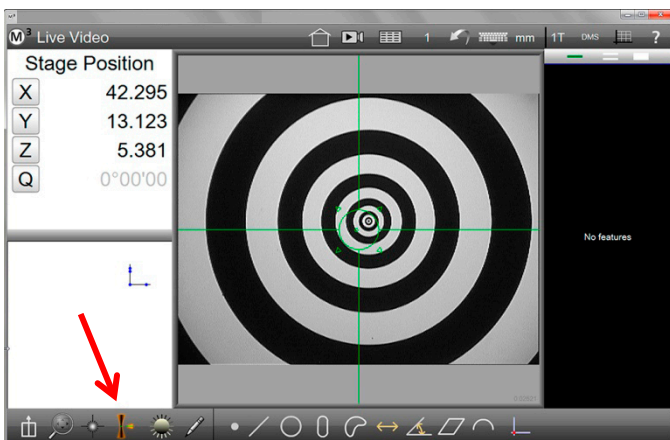 M³ Live Video 1 mm 1T DMS ?
Stage Position
X 42.295
Y 13.123
Z 5.381
Q 0°00'00
No features